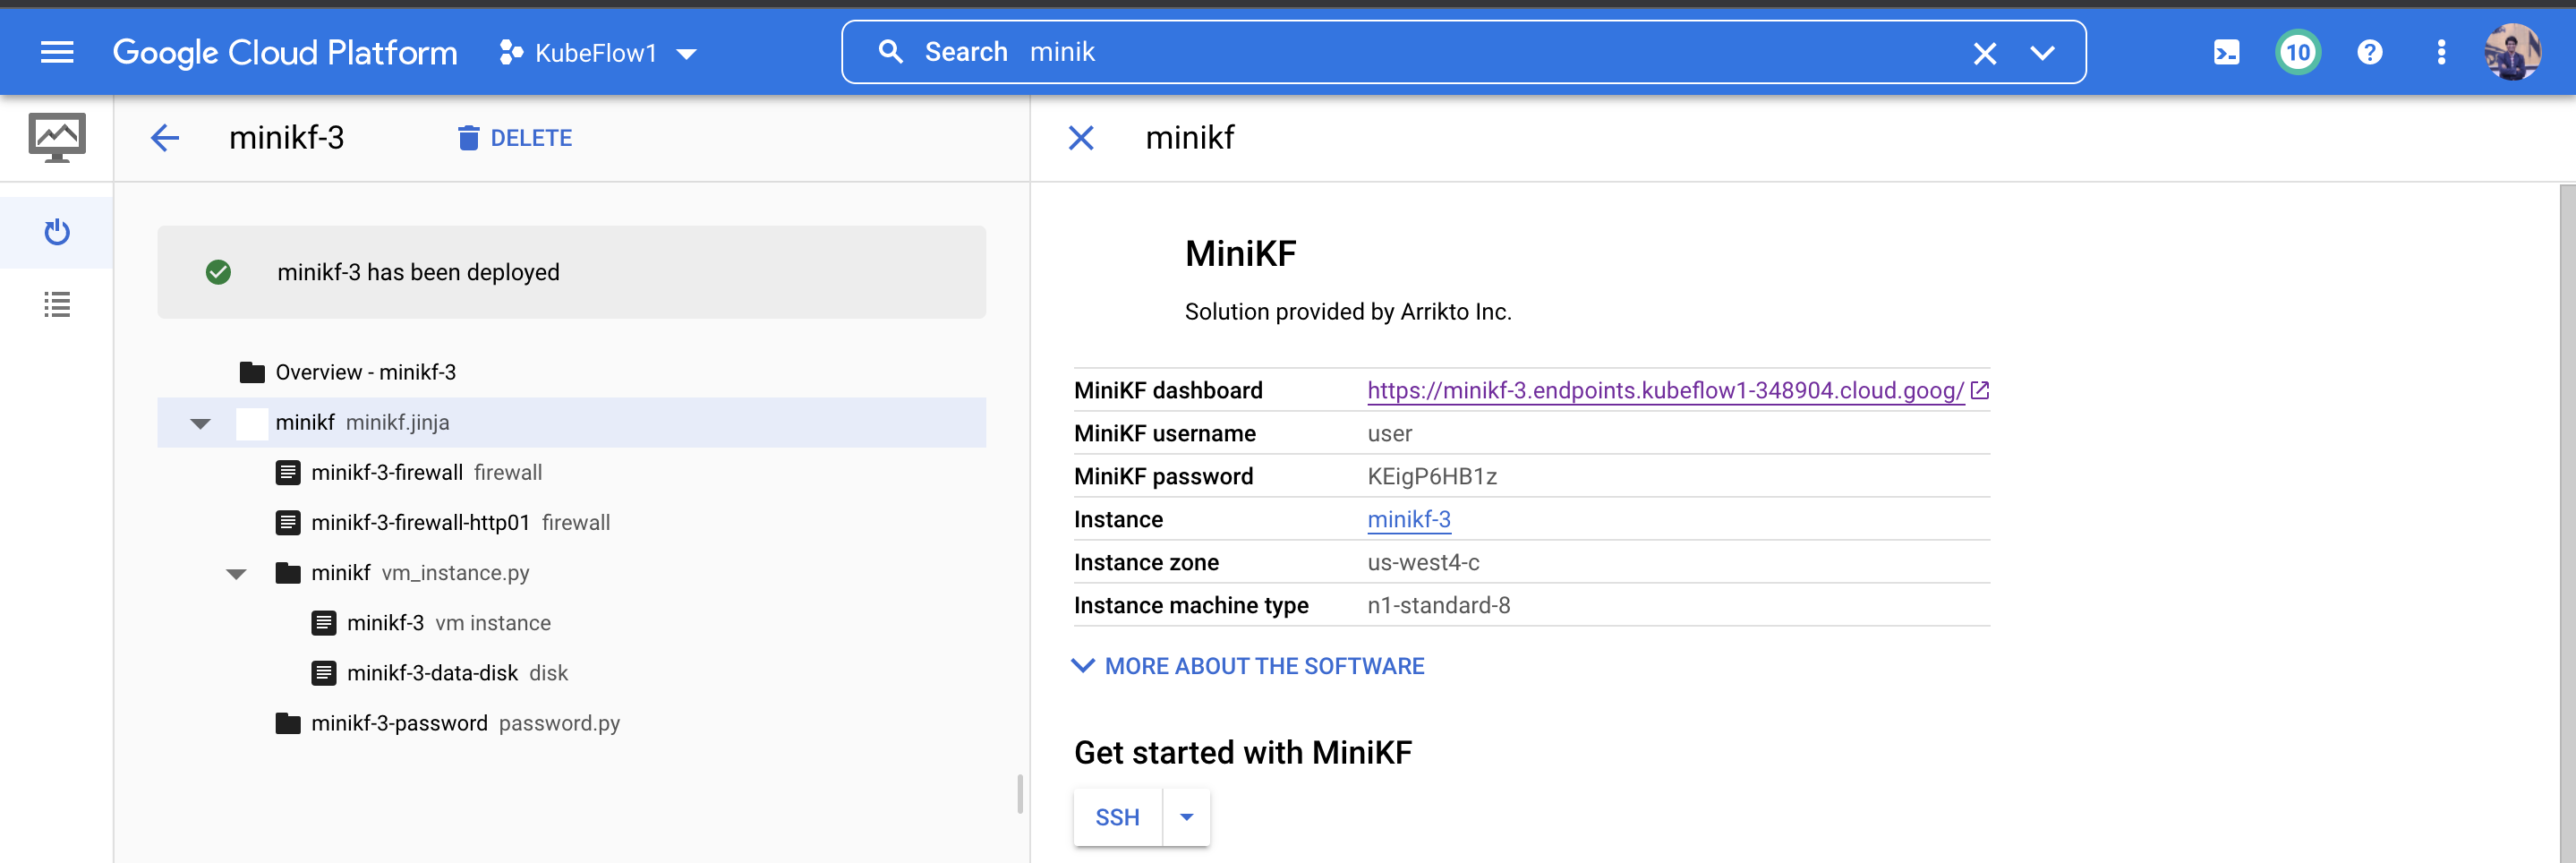 Google Cloud Platform KubeFlow1 Search minik 10 ?
minikf-3 DELETE
minikf-3 has been deployed
Overview - minikf-3
minikf minikf.jinja
minikf-3-firewall firewall
minikf-3-firewall-http01 firewall
minikf vm_instance.py
minikf-3 vm instance
minikf-3-data-disk disk
minikf-3-password password.py
minikf
MiniKF
Solution provided by Arrikto Inc.
MiniKF dashboard https://minikf-3.endpoints.kubeflow1-348904.cloud.goog/
MiniKF username user
MiniKF password KEigP6HB1z
Instance minikf-3
Instance zone us-west4-c
Instance machine type n1-standard-8
MORE ABOUT THE SOFTWARE
Get started with MiniKF
SSH